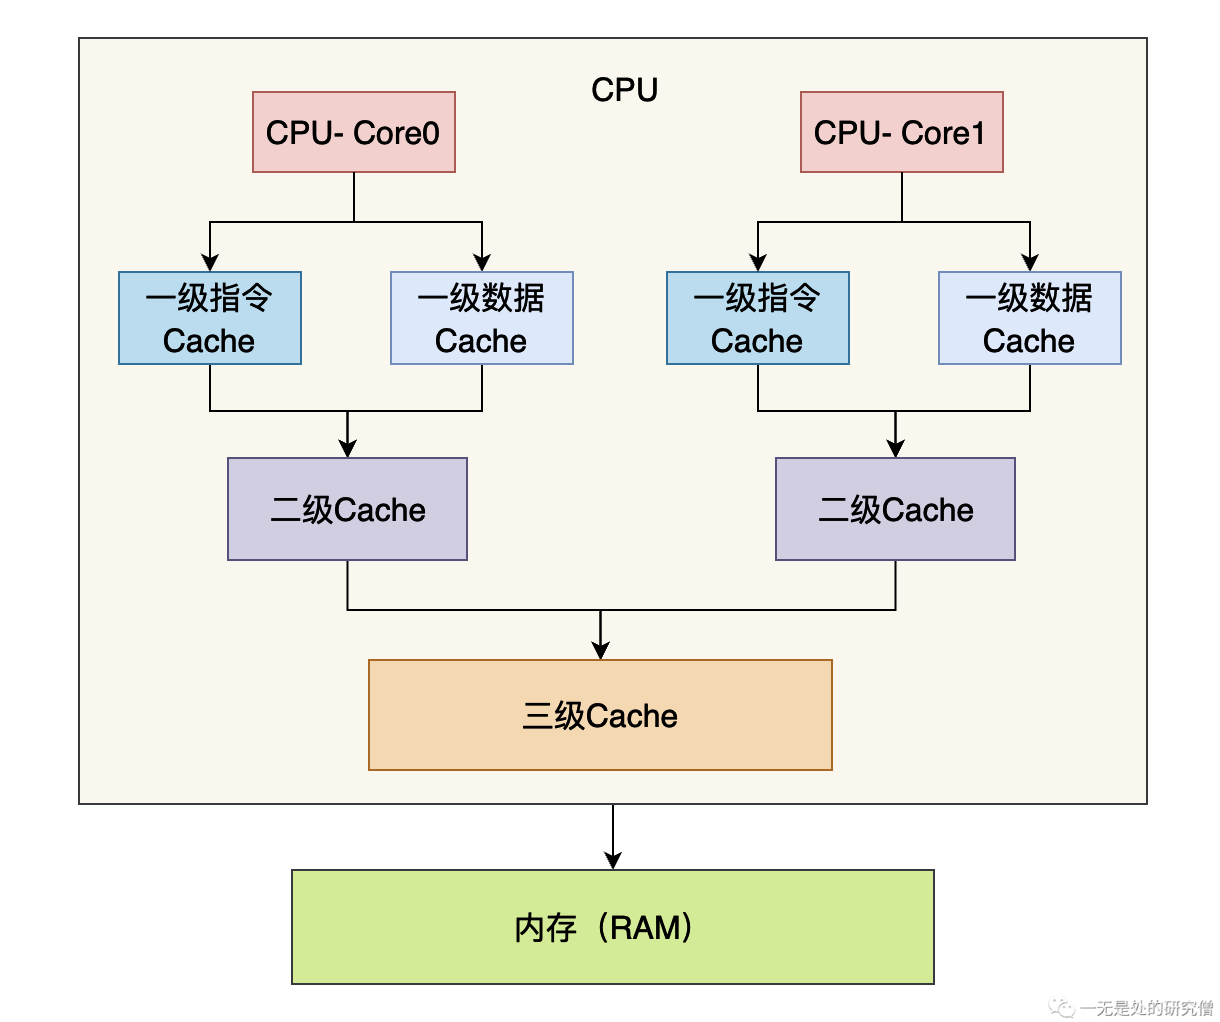 CPU
CPU- Core0
CPU- Core1
一级指令
Cache
一级数据
Cache
一级指令
Cache
一级数据
Cache
二级Cache
二级Cache
三级Cache
内存（RAM）
一无是处的研究僧